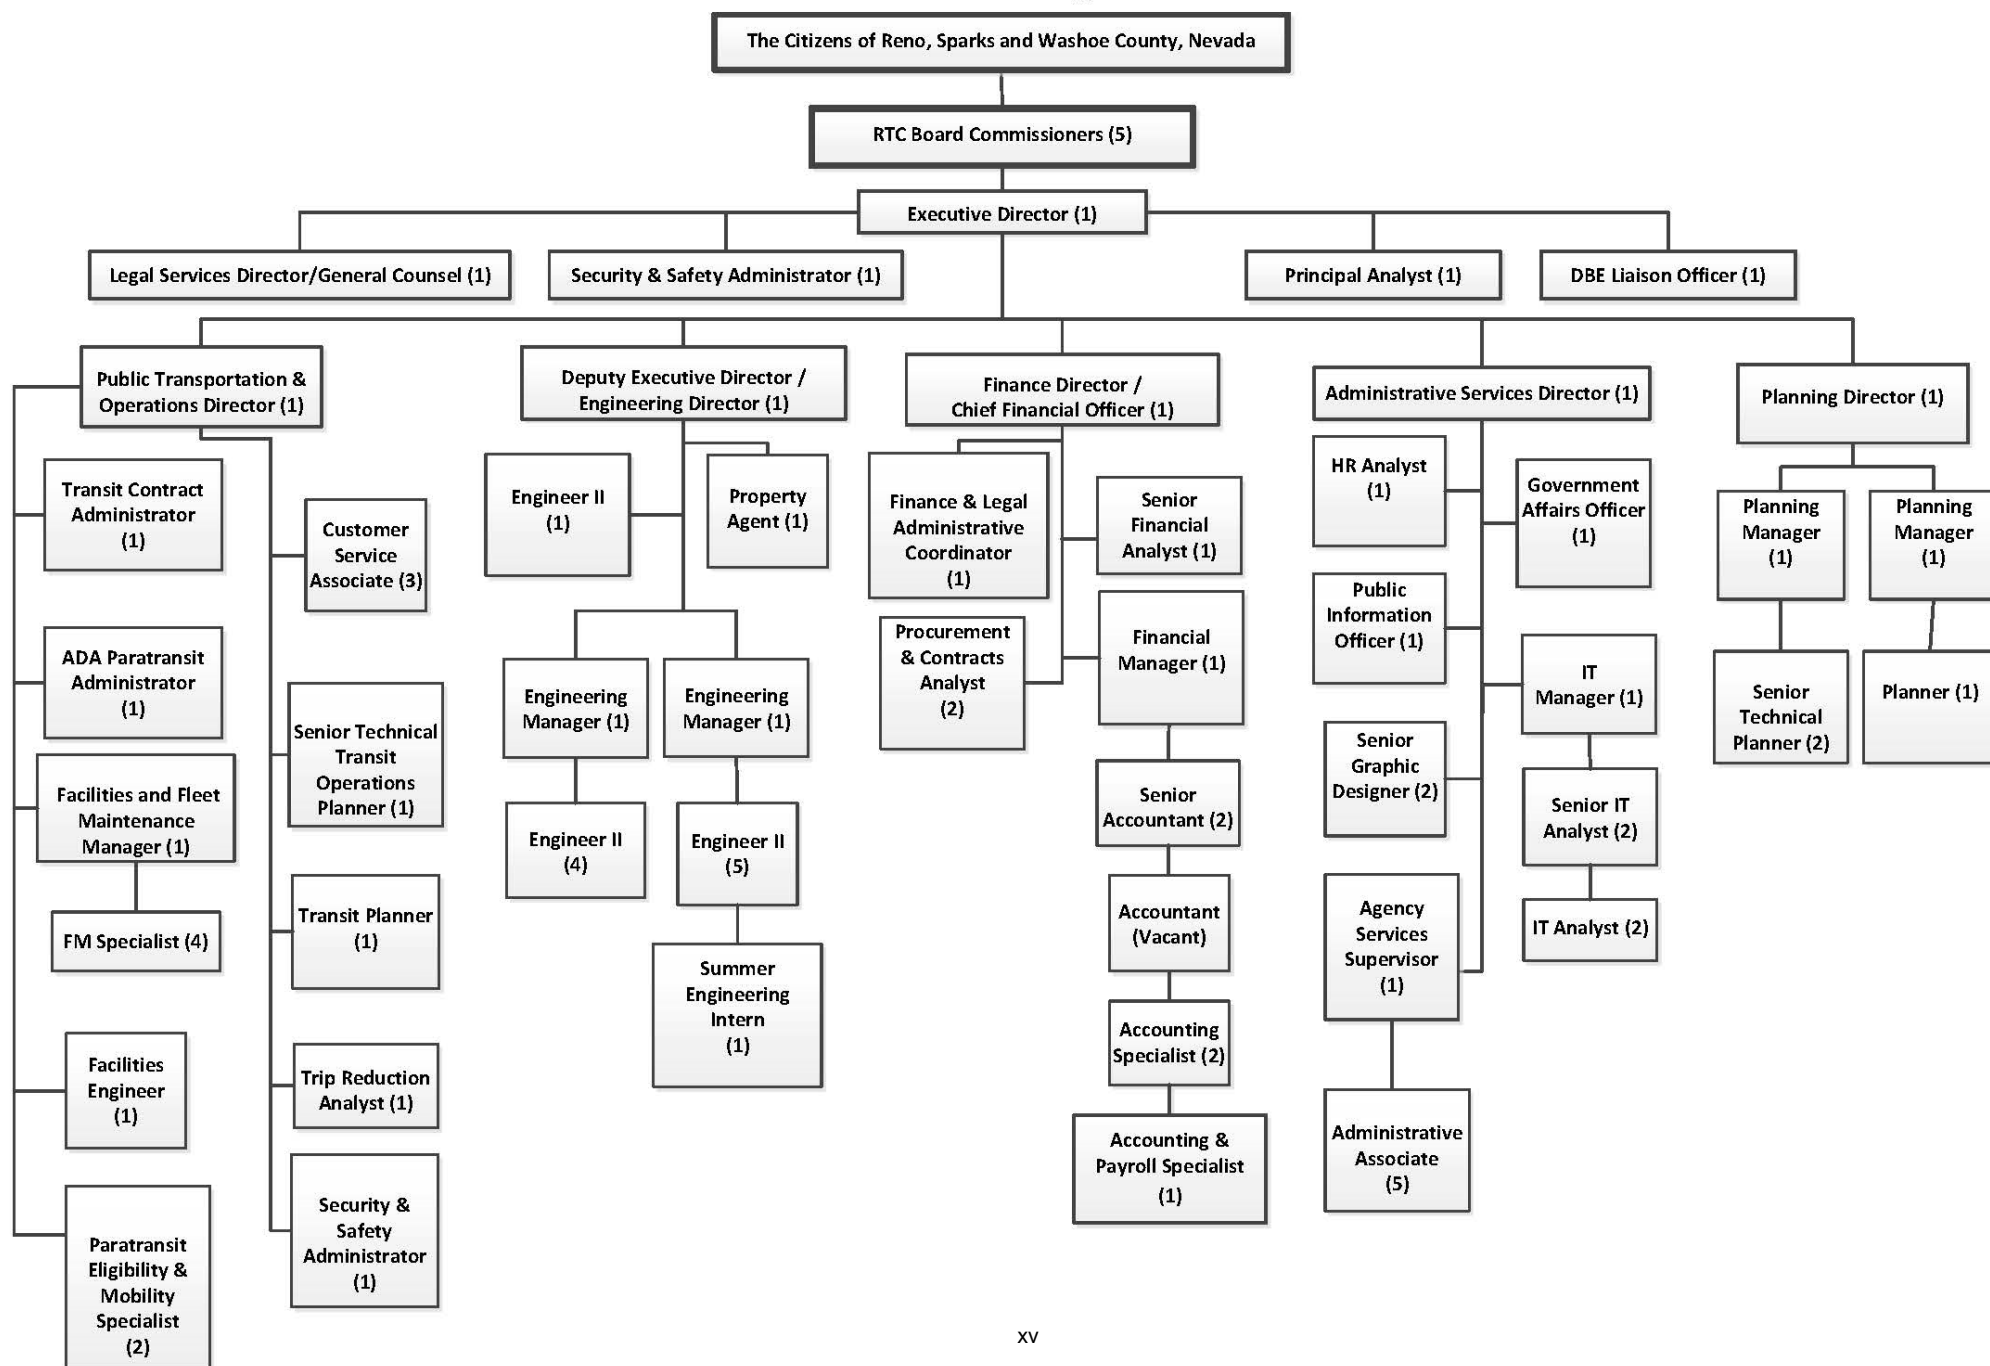 The Citizens of Reno, Sparks and Washoe County, Nevada
RTC Board Commissioners (5)
Executive Director (1)
Legal Services Director/General Counsel (1)
Security & Safety Administrator (1)
Principal Analyst (1)
DBE Liaison Officer (1)
Public Transportation &
Operations Director (1)
Transit Contract
Administrator
(1)
ADA Paratransit
Administrator
(1)
Facilities and Fleet
Maintenance
Manager (1)
FM Specialist (4)
Facilities
Engineer
(1)
Paratransit
Eligibility &
Mobility
Specialist
(2)
Customer
Service
Associate (3)
Senior Technical
Transit
Operations
Planner (1)
Transit Planner
(1)
Trip Reduction
Analyst (1)
Security &
Safety
Administrator
(1)
Deputy Executive Director /
Engineering Director (1)
Engineer II
(1)
Property
Agent (1)
Engineering
Manager (1)
Engineer II
(4)
Engineering
Manager (1)
Engineer II
(5)
Summer
Engineering
Intern
(1)
Finance Director /
Chief Financial Officer (1)
Finance & Legal
Administrative
Coordinator
(1)
Procurement
& Contracts
Analyst
(2)
Senior
Financial
Analyst (1)
Financial
Manager (1)
Senior
Accountant (2)
Accountant
(Vacant)
Accounting
Specialist (2)
Accounting &
Payroll Specialist
(1)
Administrative Services Director (1)
HR Analyst
(1)
Government
Affairs Officer
(1)
Public
Information
Officer (1)
IT
Manager (1)
Senior
Graphic
Designer (2)
Senior IT
Analyst (2)
IT Analyst (2)
Agency
Services
Supervisor
(1)
Administrative
Associate
(5)
Planning Director (1)
Planning
Manager
(1)
Senior
Technical
Planner (2)
Planning
Manager
(1)
Planner (1)
xv